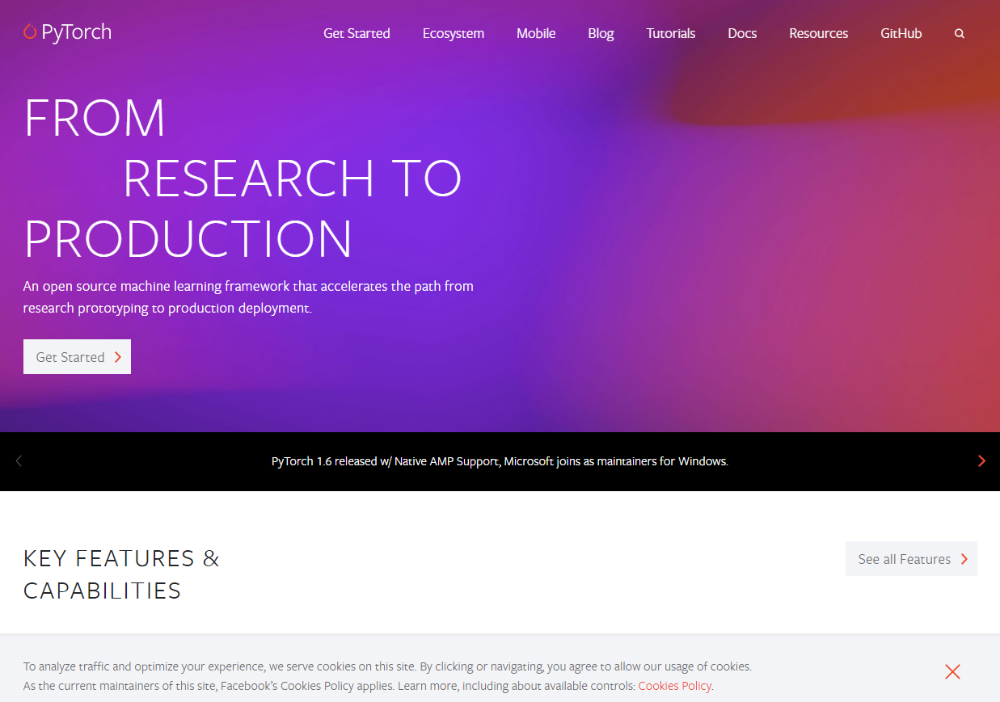 PyTorch
Get Started
Ecosystem
Mobile
Blog
Tutorials
Docs
Resources
GitHub
FROM
RESEARCH TO
PRODUCTION
An open source machine learning framework that accelerates the path from
research prototyping to production deployment.
Get Started
PyTorch 1.6 released w/ Native AMP Support, Microsoft joins as maintainers for Windows.
KEY FEATURES &
CAPABILITIES
See all Features
To analyze traffic and optimize your experience, we serve cookies on this site. By clicking or navigating, you agree to allow our usage of cookies.
As the current maintainers of this site, Facebook’s Cookies Policy applies. Learn more, including about available controls: Cookies Policy.